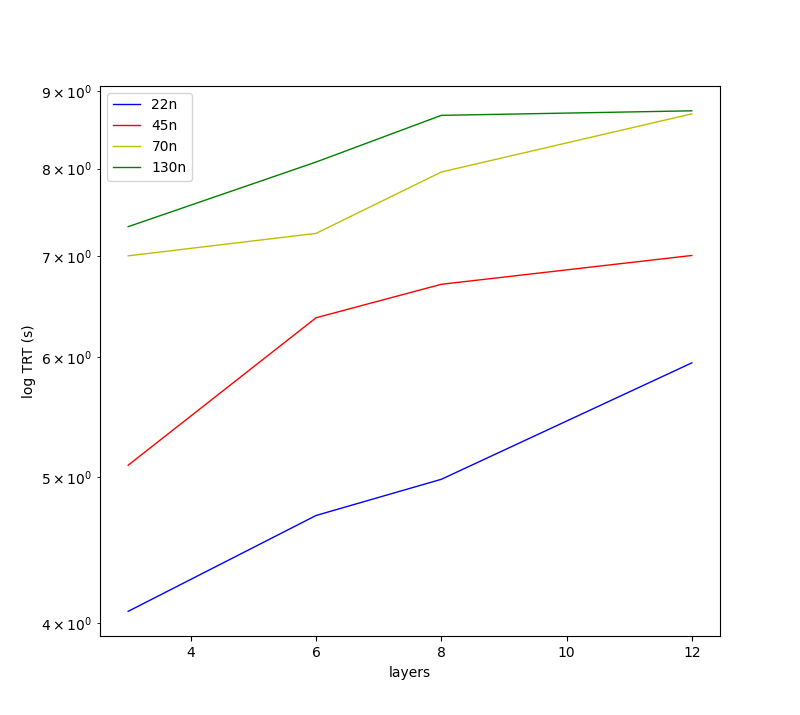 9 × 10⁰
8 × 10⁰
7 × 10⁰
6 × 10⁰
5 × 10⁰
4 × 10⁰
log TRT (s)
22n
45n
70n
130n
4 6 8 10 12
layers